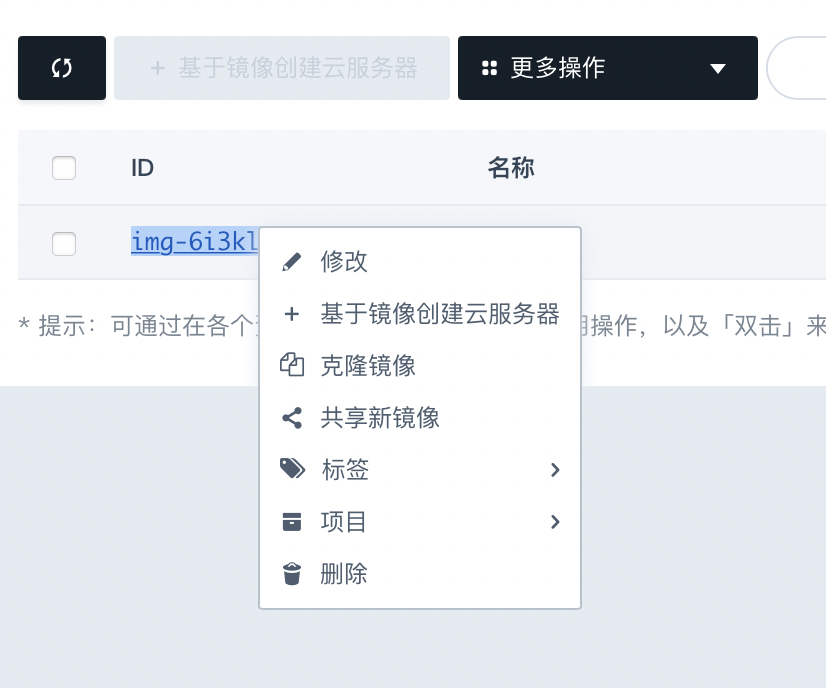 + 基于镜像创建云服务器
更多操作
ID 名称
img-6i3kl
修改
+ 基于镜像创建云服务器
* 提示：可通过在各个
操作，以及「双击」来
克隆镜像
共享新镜像
标签
项目
删除